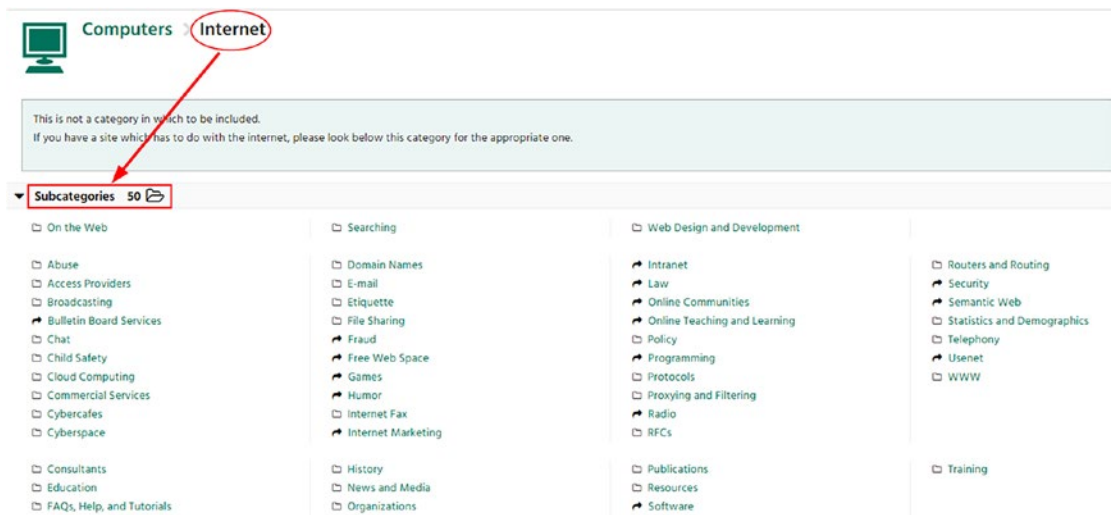 Computers Internet
This is not a category in which to be included.
If you have a site which has to do with the internet, please look below this category for the appropriate one.
Subcategories 50
On the Web
Searching
Web Design and Development
Abuse
Access Providers
Broadcasting
Bulletin Board Services
Chat
Child Safety
Cloud Computing
Commercial Services
Cybercafes
Cyberspace
Domain Names
E-mail
Etiquette
File Sharing
Fraud
Free Web Space
Games
Humor
Internet Fax
Internet Marketing
Intranet
Law
Online Communities
Online Teaching and Learning
Policy
Programming
Protocols
Proxying and Filtering
Radio
RFCs
Routers and Routing
Security
Semantic Web
Statistics and Demographics
Telephony
Usenet
WWW
Consultants
Education
FAQs, Help, and Tutorials
History
News and Media
Organizations
Publications
Resources
Software
Training